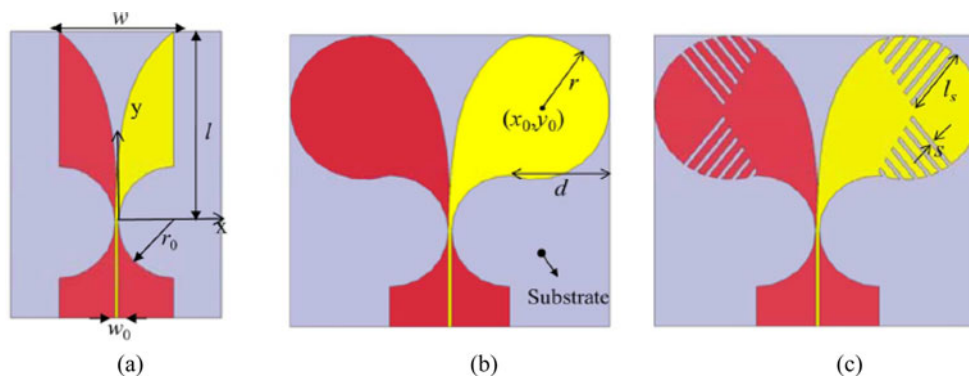 w
y
l
x
r₀
w₀
(a)
r
(x₀,y₀)
d
Substrate
(b)
lₛ
s
(c)